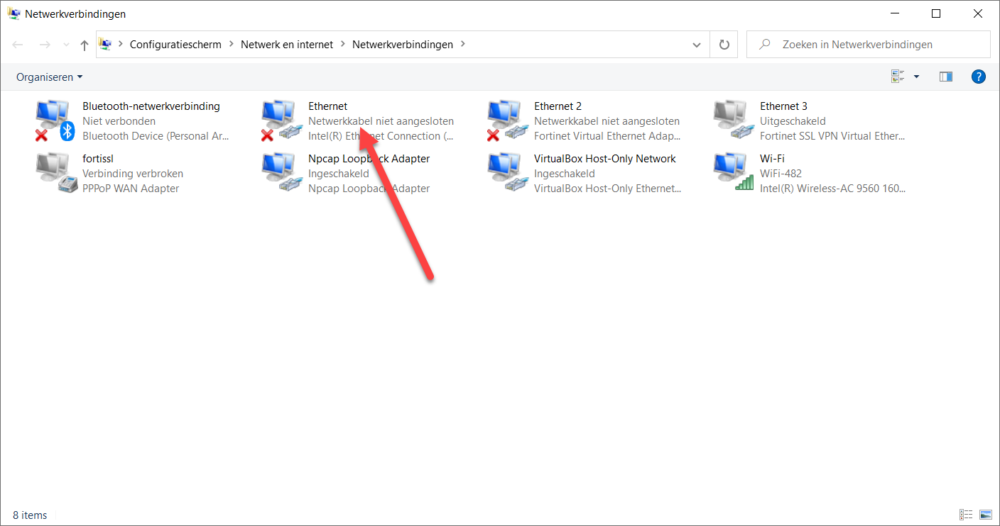 Netwerkverbindingen
Configuratiescherm > Netwerk en internet > Netwerkverbindingen >
Zoeken in Netwerkverbindingen
Organiseren
Bluetooth-netwerkverbinding
Niet verbonden
Bluetooth Device (Personal Ar...
Ethernet
Netwerkkabel niet aangesloten
Intel(R) Ethernet Connection (...
Ethernet 2
Netwerkkabel niet aangesloten
Fortinet Virtual Ethernet Adap...
Ethernet 3
Uitgeschakeld
Fortinet SSL VPN Virtual Ether...
fortissl
Verbinding verbroken
PPPoP WAN Adapter
Npcap Loopback Adapter
Ingeschakeld
Npcap Loopback Adapter
VirtualBox Host-Only Network
Ingeschakeld
VirtualBox Host-Only Ethernet...
Wi-Fi
WiFi-482
Intel(R) Wireless-AC 9560 160...
8 items